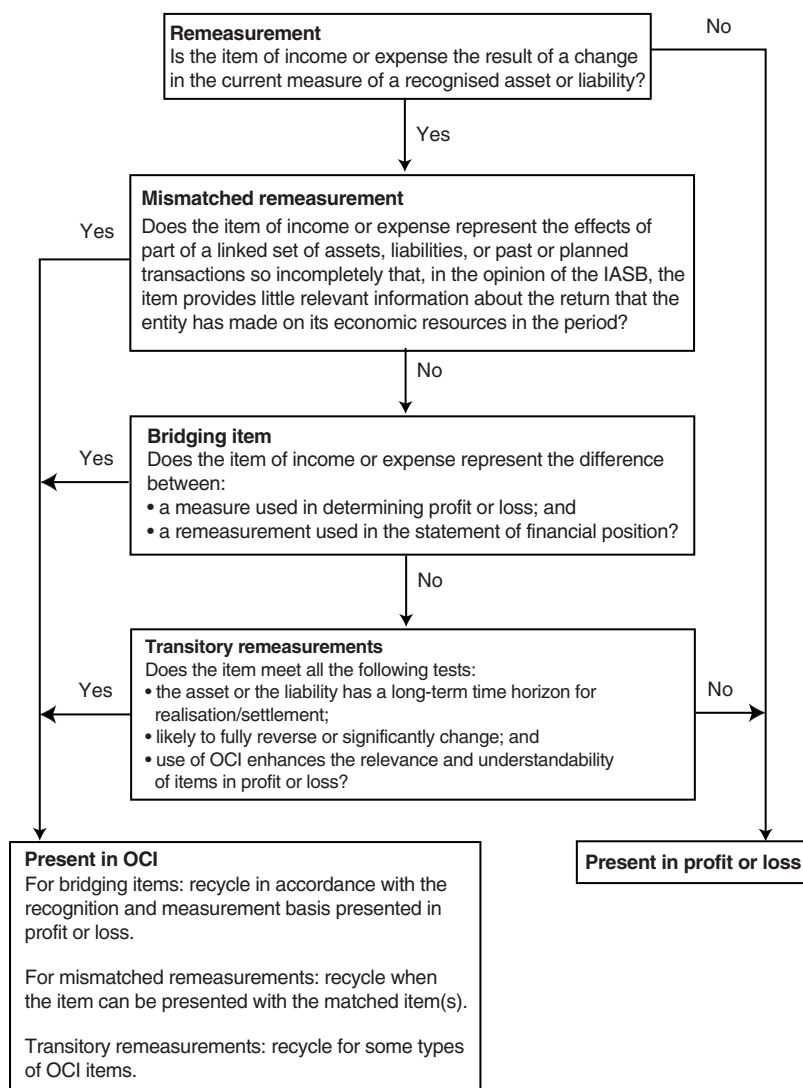 Remeasurement
Is the item of income or expense the result of a change
in the current measure of a recognised asset or liability?
No
Yes
Mismatched remeasurement
Does the item of income or expense represent the effects of
part of a linked set of assets, liabilities, or past or planned
transactions so incompletely that, in the opinion of the IASB, the
item provides little relevant information about the return that the
entity has made on its economic resources in the period?
Yes
No
Bridging item
Does the item of income or expense represent the difference
between:
• a measure used in determining profit or loss; and
• a remeasurement used in the statement of financial position?
Yes
No
Transitory remeasurements
Does the item meet all the following tests:
• the asset or the liability has a long-term time horizon for
realisation/settlement;
• likely to fully reverse or significantly change; and
• use of OCI enhances the relevance and understandability
of items in profit or loss?
Yes
No
Present in OCI
For bridging items: recycle in accordance with the
recognition and measurement basis presented in
profit or loss.
For mismatched remeasurements: recycle when
the item can be presented with the matched item(s).
Transitory remeasurements: recycle for some types
of OCI items.
Present in profit or loss